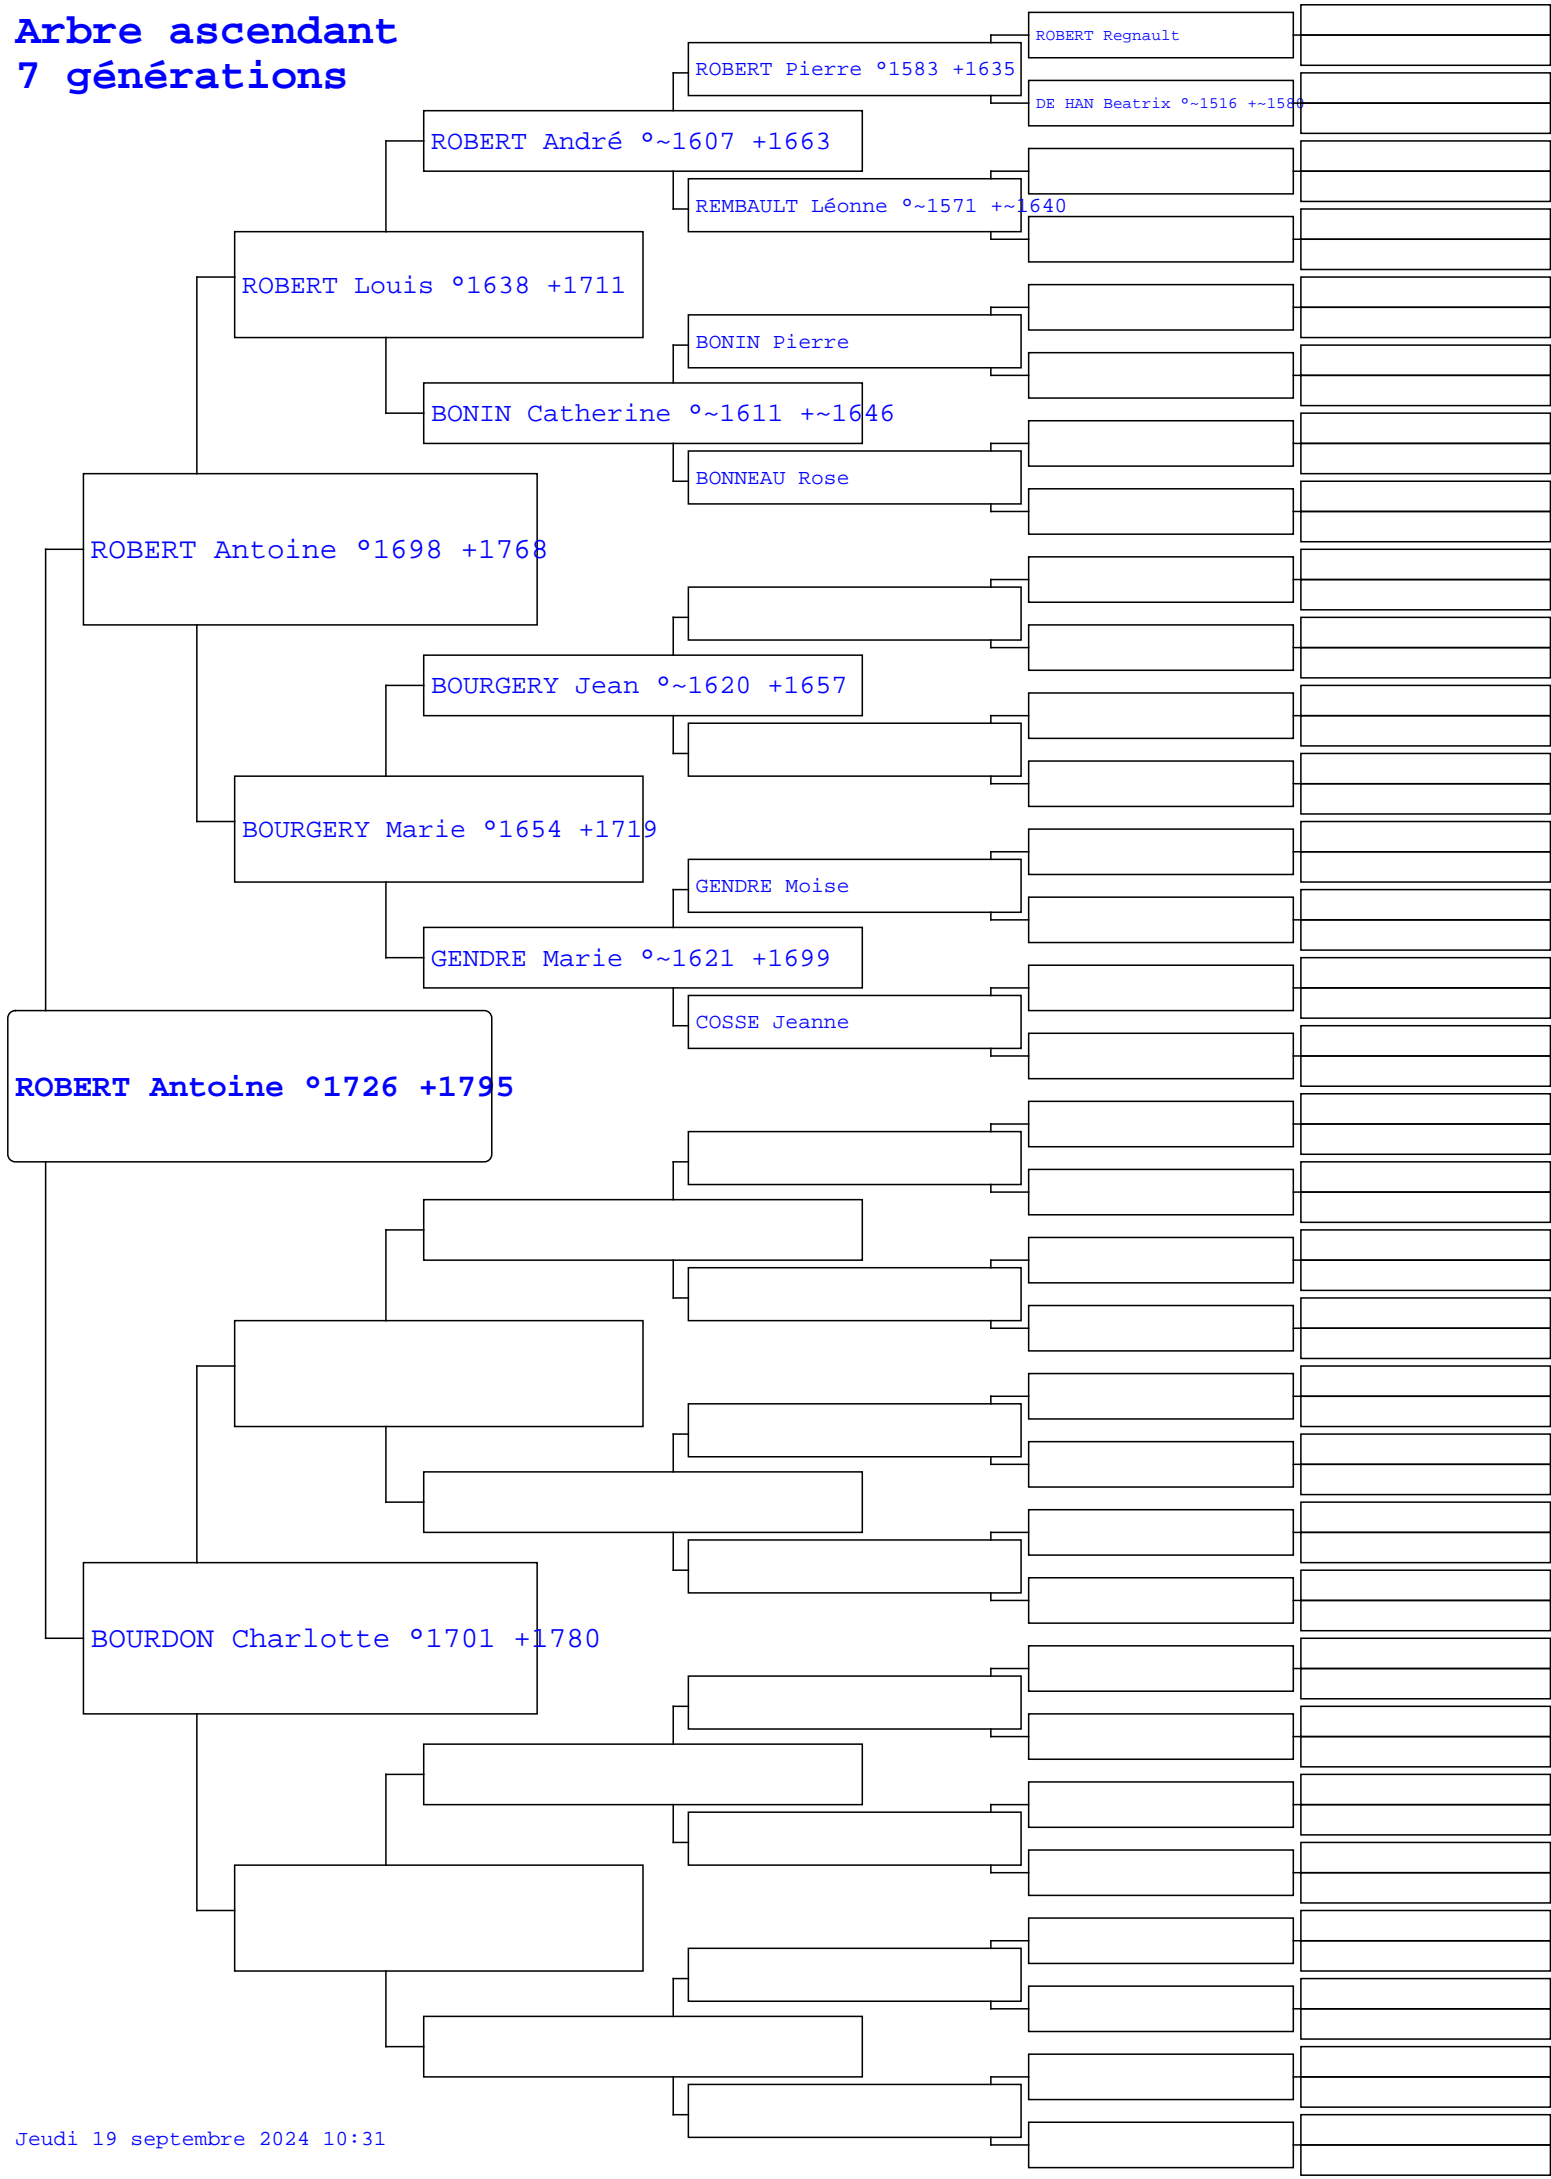 Arbre ascendant
7 générations
ROBERT Regnault
ROBERT Pierre °1583 +1635
DE HAN Beatrix °~1516 +~1580
ROBERT André °~1607 +1663
REMBAULT Léonne °~1571 +~1640
ROBERT Louis °1638 +1711
BONIN Pierre
BONIN Catherine °~1611 +~1646
BONNEAU Rose
ROBERT Antoine °1698 +1768
BOURGERY Jean °~1620 +1657
BOURGERY Marie °1654 +1719
GENDRE Moise
GENDRE Marie °~1621 +1699
COSSE Jeanne
ROBERT Antoine °1726 +1795
BOURDON Charlotte °1701 +1780
Jeudi 19 septembre 2024 10:31